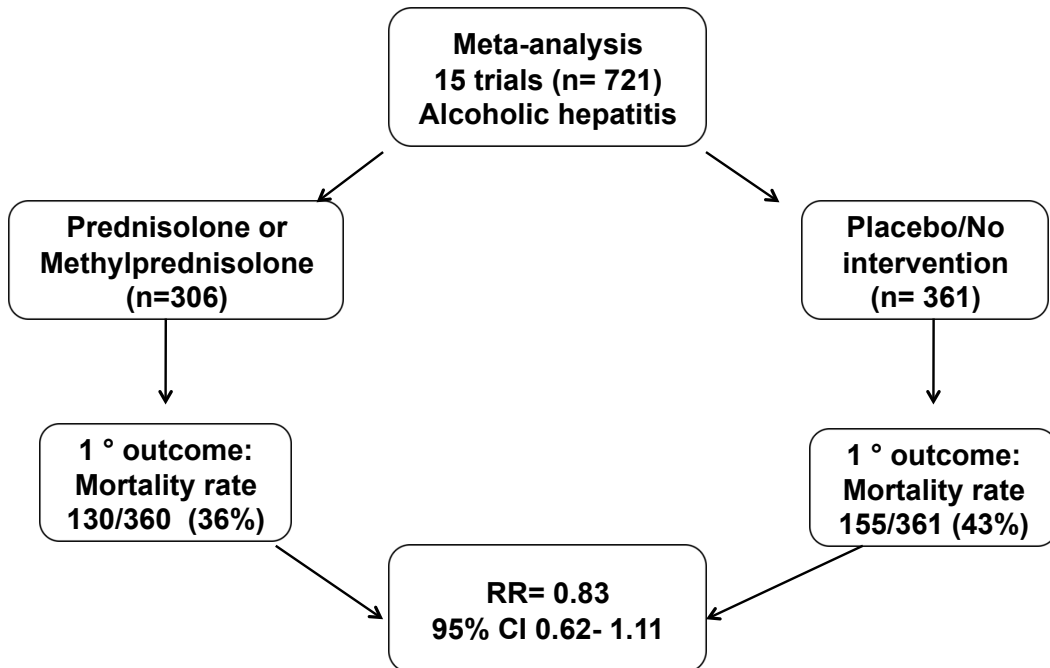 Meta-analysis
15 trials (n= 721)
Alcoholic hepatitis
Prednisolone or
Methylprednisolone
(n=306)
Placebo/No
intervention
(n= 361)
1 ° outcome:
Mortality rate
130/360 (36%)
1 ° outcome:
Mortality rate
155/361 (43%)
RR= 0.83
95% CI 0.62- 1.11